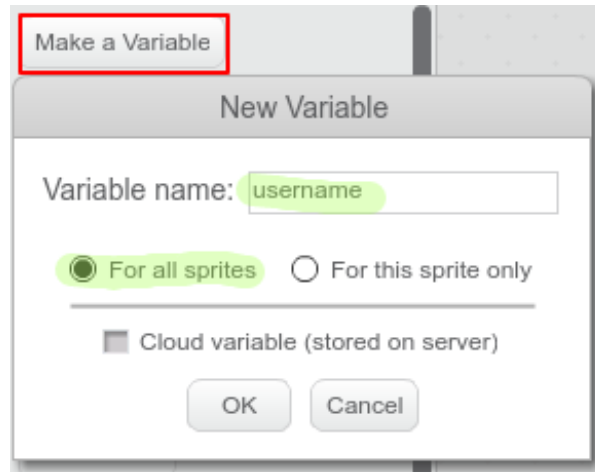 Make a Variable
New Variable
Variable name: username
For all sprites For this sprite only
Cloud variable (stored on server)
OK Cancel